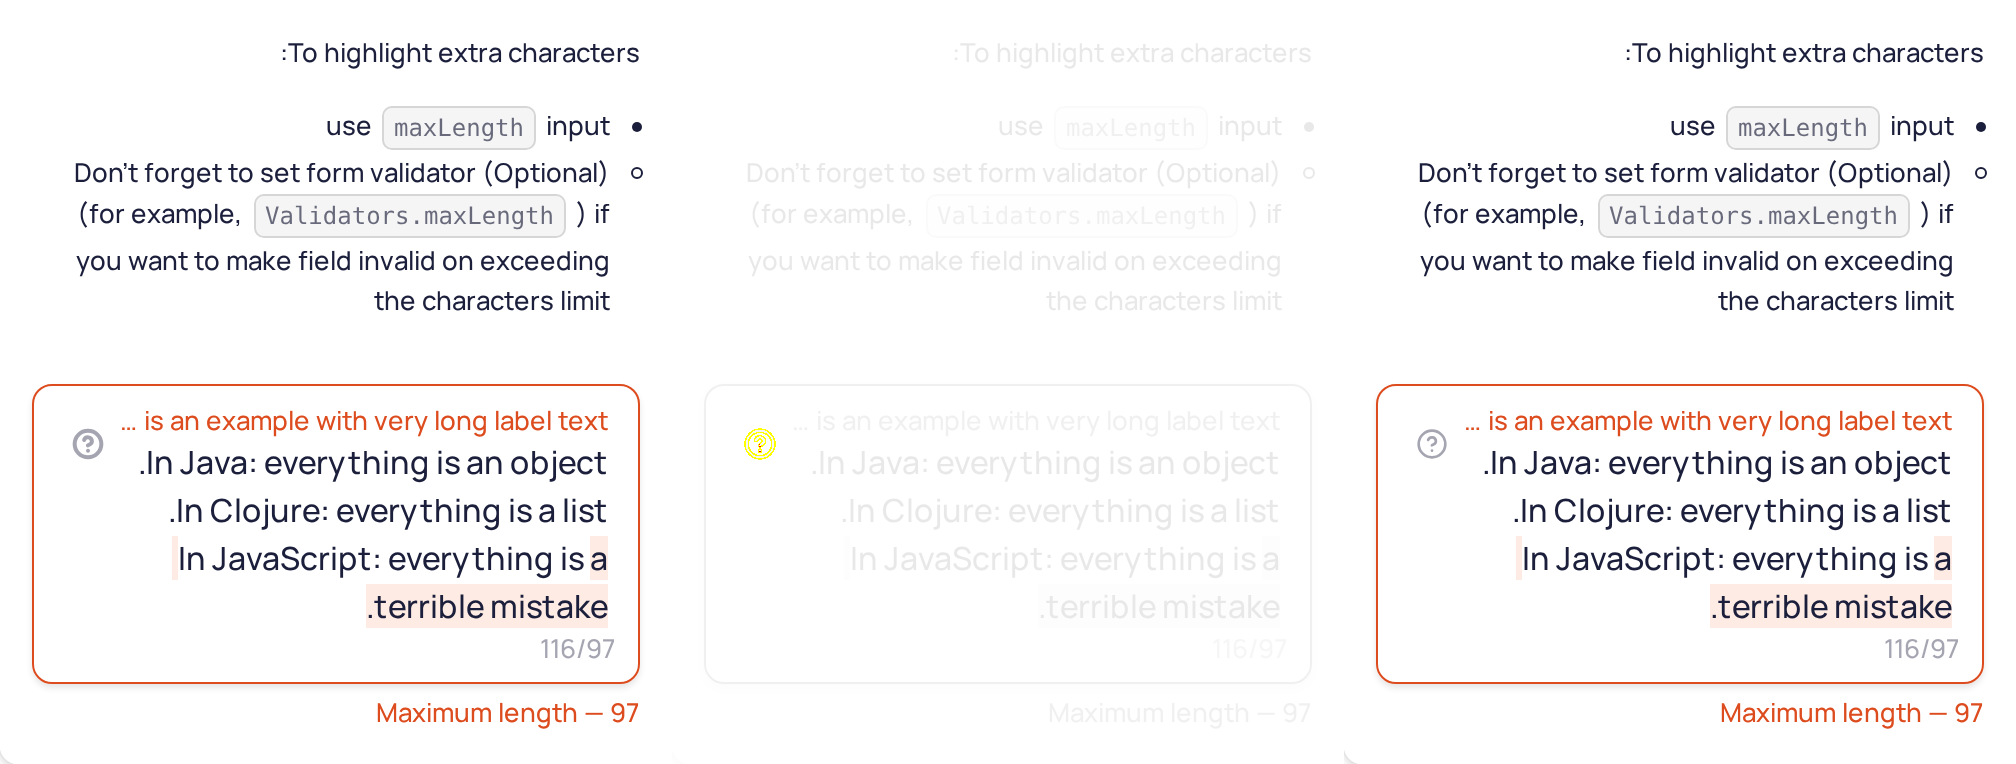 :To highlight extra characters
use maxLength input
Don't forget to set form validator (Optional)
(for example, Validators.maxLength ) if
you want to make field invalid on exceeding
the characters limit
... is an example with very long label text
.In Java: everything is an object
.In Clojure: everything is a list
In JavaScript: everything is a
.terrible mistake
116/97
Maximum length — 97
:To highlight extra characters
use maxLength input
Don't forget to set form validator (Optional)
(for example, Validators.maxLength ) if
you want to make field invalid on exceeding
the characters limit
... is an example with very long label text
.In Java: everything is an object
.In Clojure: everything is a list
In JavaScript: everything is a
.terrible mistake
116/97
Maximum length — 97
:To highlight extra characters
use maxLength input
Don't forget to set form validator (Optional)
(for example, Validators.maxLength ) if
you want to make field invalid on exceeding
the characters limit
... is an example with very long label text
.In Java: everything is an object
.In Clojure: everything is a list
In JavaScript: everything is a
.terrible mistake
116/97
Maximum length — 97